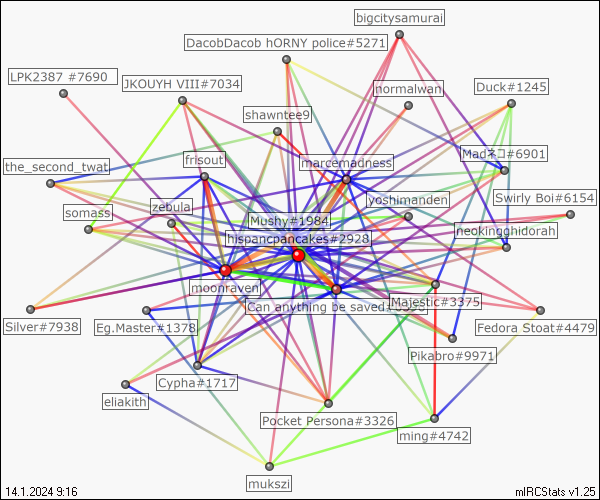 bigcitysamurai
DacobDacob hORNY police#5271
LPK2387 #7690
JKOUYH VIII#7034
normalwan
Duck#1245
shawntee9
the_second_twat
frisout
marcemadness
#6901
Swirly Boi#6154
somass
zebula
yoshimanden
Mushy#1984
neokingghidorah
hispancpancakes#2928
moonraven
Can anything be saved
Majestic#3375
Silver#7938
Eg.Master#1378
Fedora Stoat#4479
Pikabro#9971
Cypha#1717
eliakith
Pocket Persona#3326
ming#4742
mukszi
14.1.2024 9:16
mIRCStats v1.25